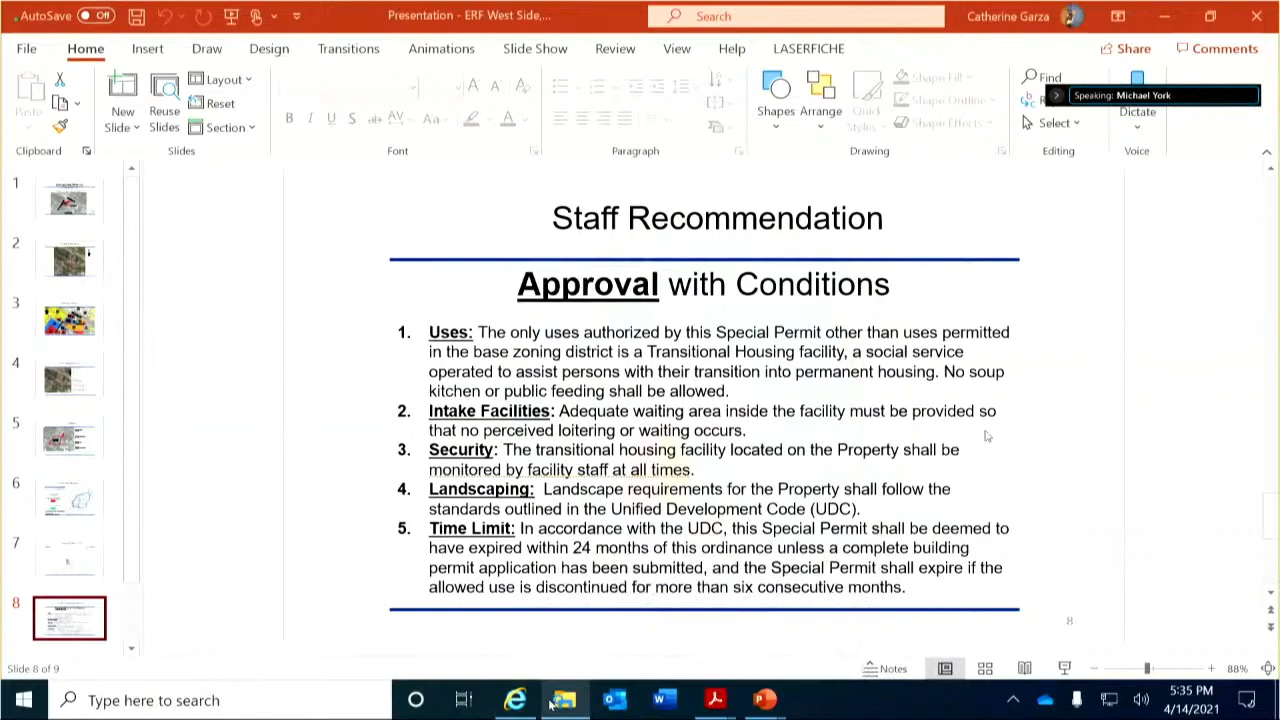 AutoSave Off
Presentation - ERF West Side,...
Search
Catherine Garza
File Home Insert Draw Design Transitions Animations Slide Show Review View Help LASERFICHE
Share Comments
New Slide
Reuse Slides
Layout
Reset
Section
B I U S ab AV Aa A
Shapes
Arrange
Quick Styles
Shape Fill
Shape Outline
Shape Effects
Find
Select
Speaking: Michael York
Dictate
Clipboard Slides Font Paragraph Drawing Editing Voice
1
2
3
4
5
6
7
8
Staff Recommendation
Approval with Conditions
1. Uses: The only uses authorized by this Special Permit other than uses permitted
in the base zoning district is a Transitional Housing facility, a social service
operated to assist persons with their transition into permanent housing. No soup
kitchen or public feeding shall be allowed.
2. Intake Facilities: Adequate waiting area inside the facility must be provided so
that no perceived loitering or waiting occurs.
3. Security: The transitional housing facility located on the Property shall be
monitored by facility staff at all times.
4. Landscaping: Landscape requirements for the Property shall follow the
standards outlined in the Unified Development Code (UDC).
5. Time Limit: In accordance with the UDC, this Special Permit shall be deemed to
have expired within 24 months of this ordinance unless a complete building
permit application has been submitted, and the Special Permit shall expire if the
allowed use is discontinued for more than six consecutive months.
8
Slide 8 of 9
Notes
88%
Type here to search
5:35 PM
4/14/2021